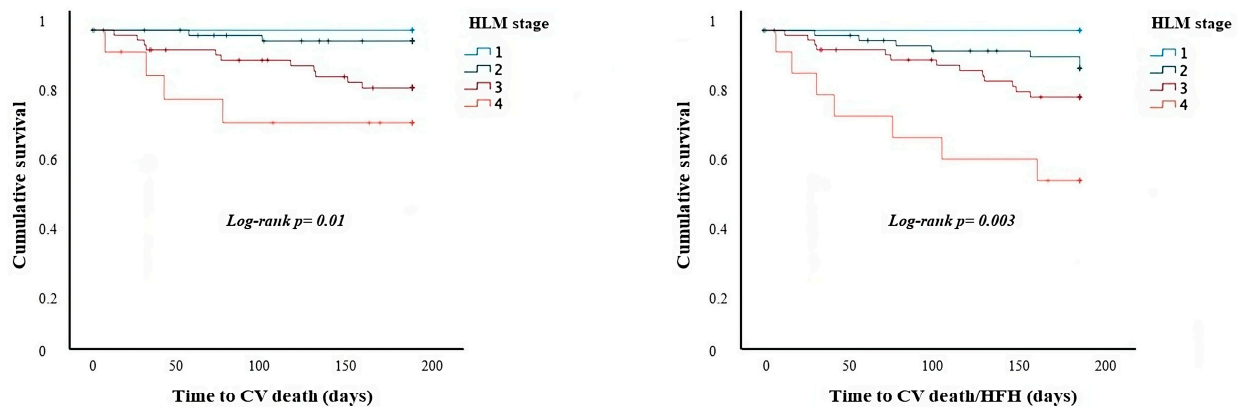 HLM stage
1
2
3
4
Cumulative survival
1
0.8
0.6
0.4
0.2
0
Log-rank p= 0.01
0 50 100 150 200
Time to CV death (days)
HLM stage
1
2
3
4
Cumulative survival
1
0.8
0.6
0.4
0.2
0
Log-rank p= 0.003
0 50 100 150 200
Time to CV death/HFH (days)